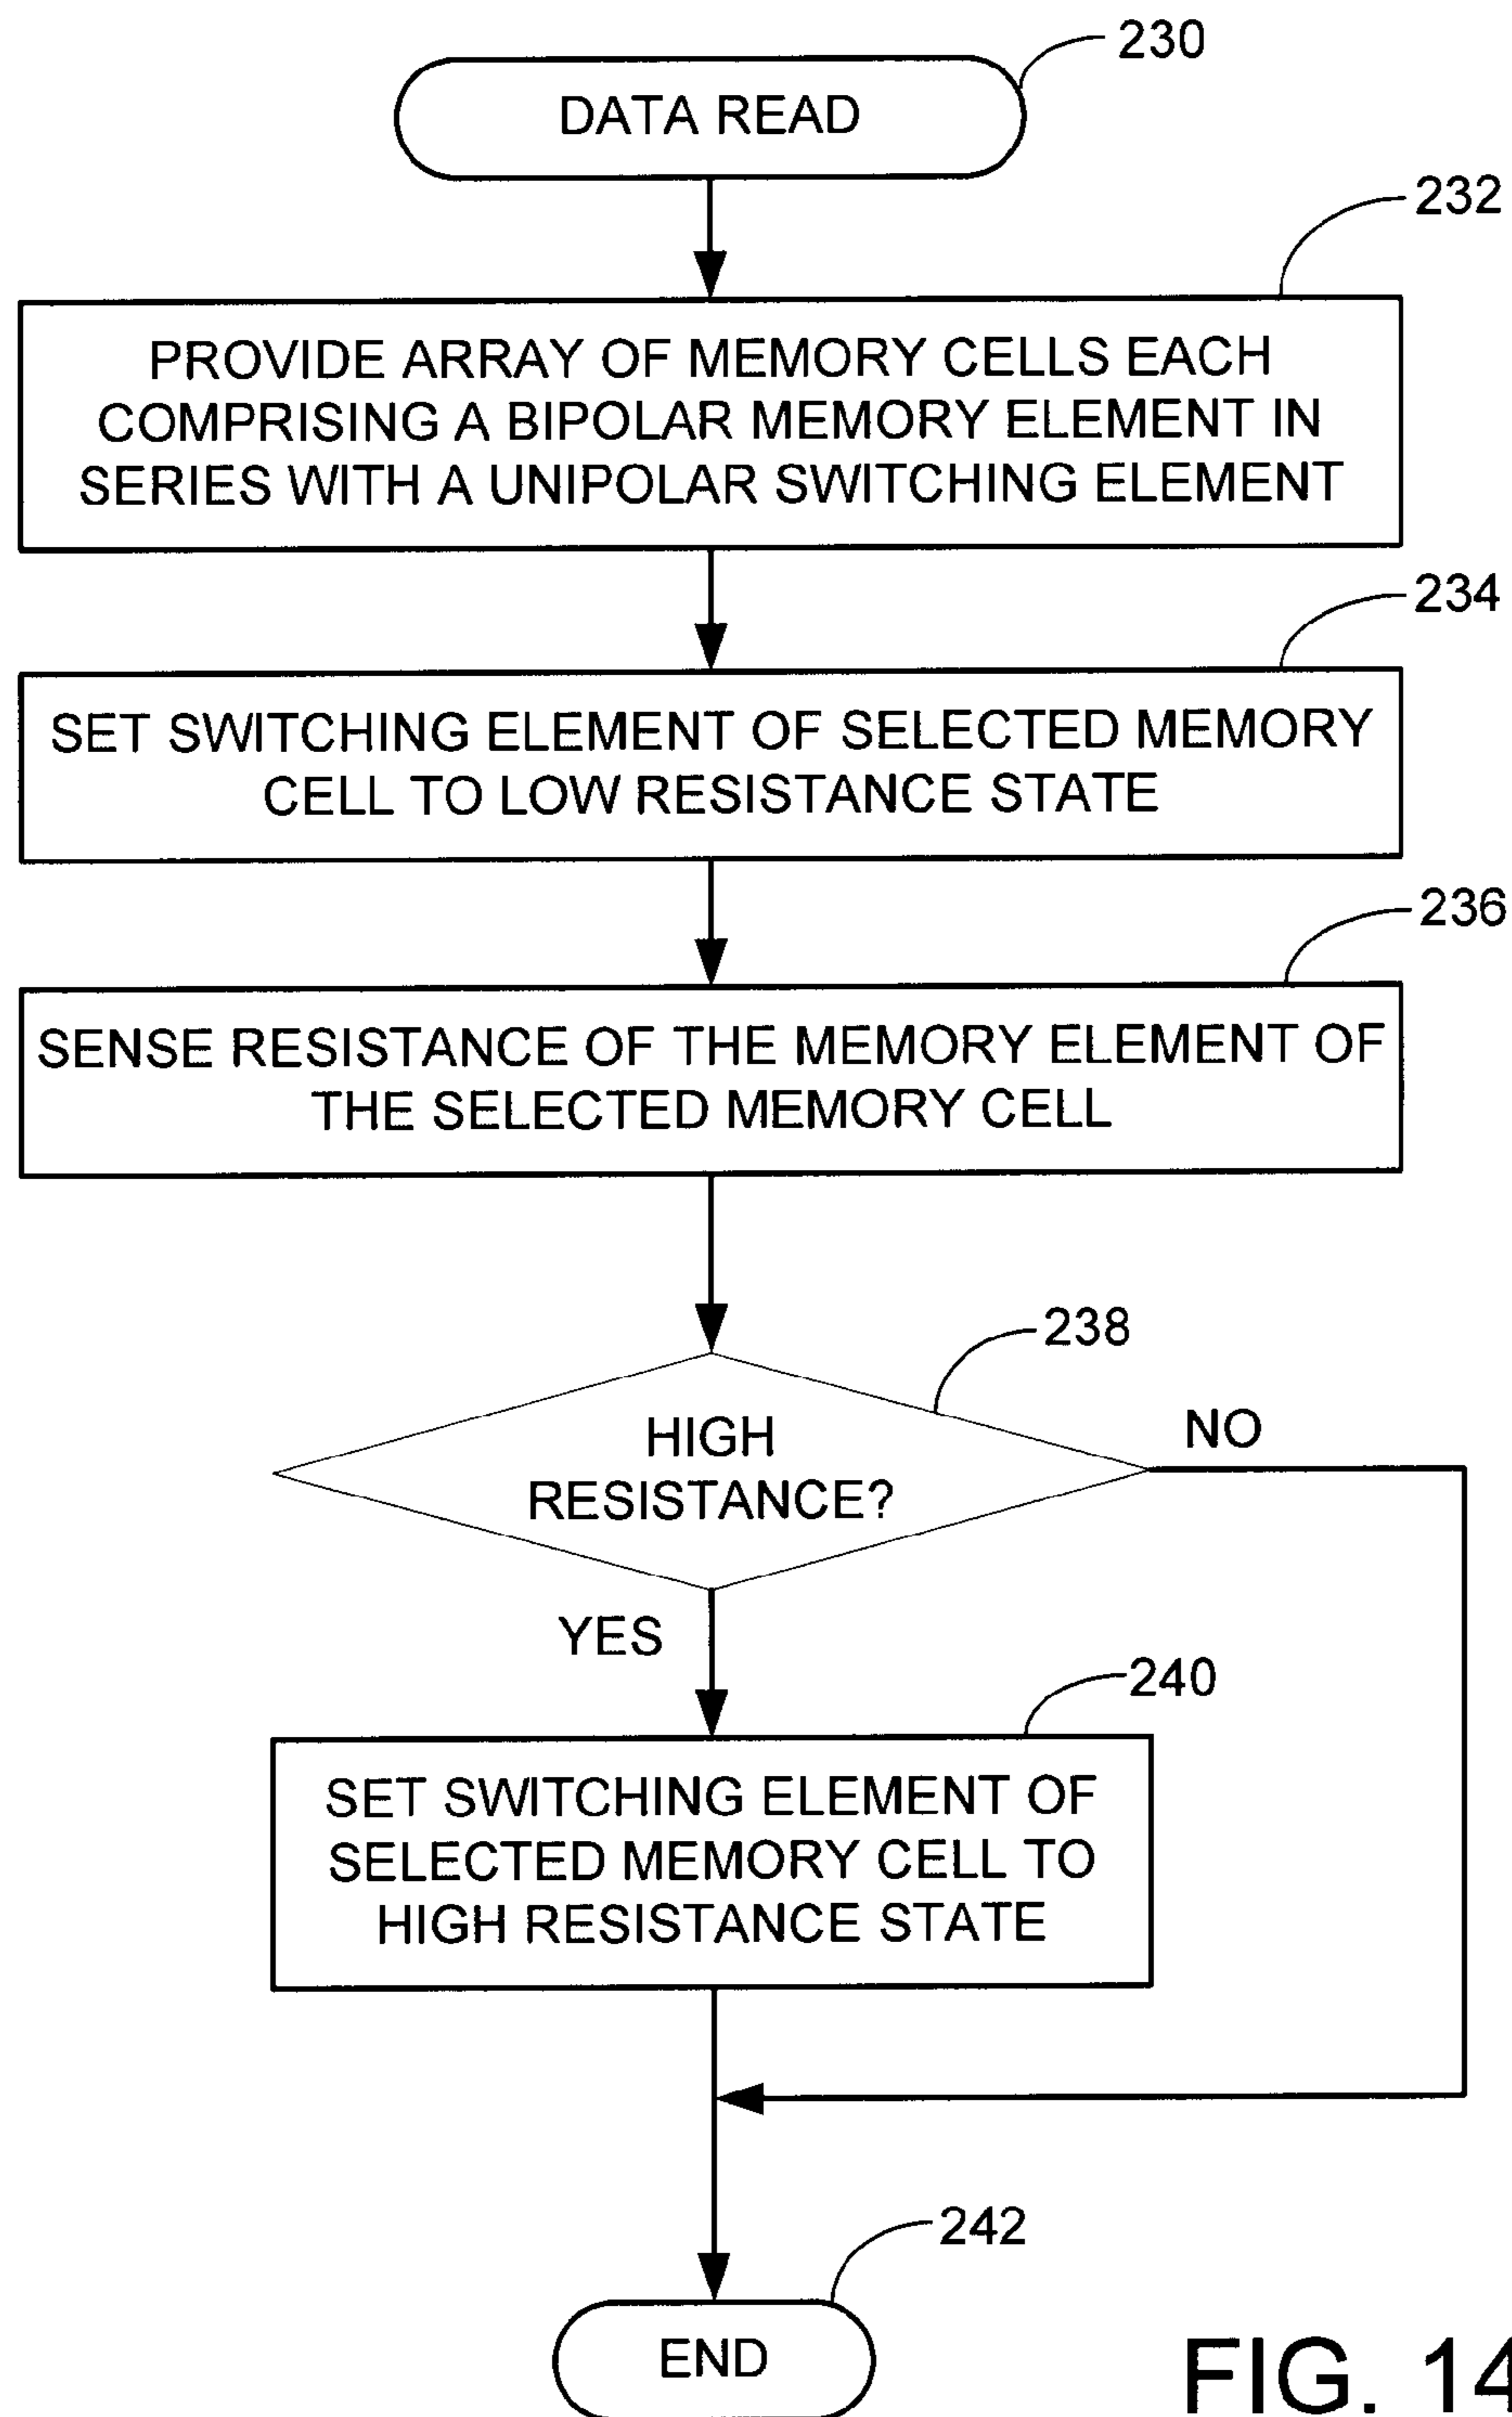 230
DATA READ
232
PROVIDE ARRAY OF MEMORY CELLS EACH
COMPRISING A BIPOLAR MEMORY ELEMENT IN
SERIES WITH A UNIPOLAR SWITCHING ELEMENT
234
SET SWITCHING ELEMENT OF SELECTED MEMORY
CELL TO LOW RESISTANCE STATE
236
SENSE RESISTANCE OF THE MEMORY ELEMENT OF
THE SELECTED MEMORY CELL
238
HIGH
RESISTANCE?
NO
YES
240
SET SWITCHING ELEMENT OF
SELECTED MEMORY CELL TO
HIGH RESISTANCE STATE
242
END
FIG. 14